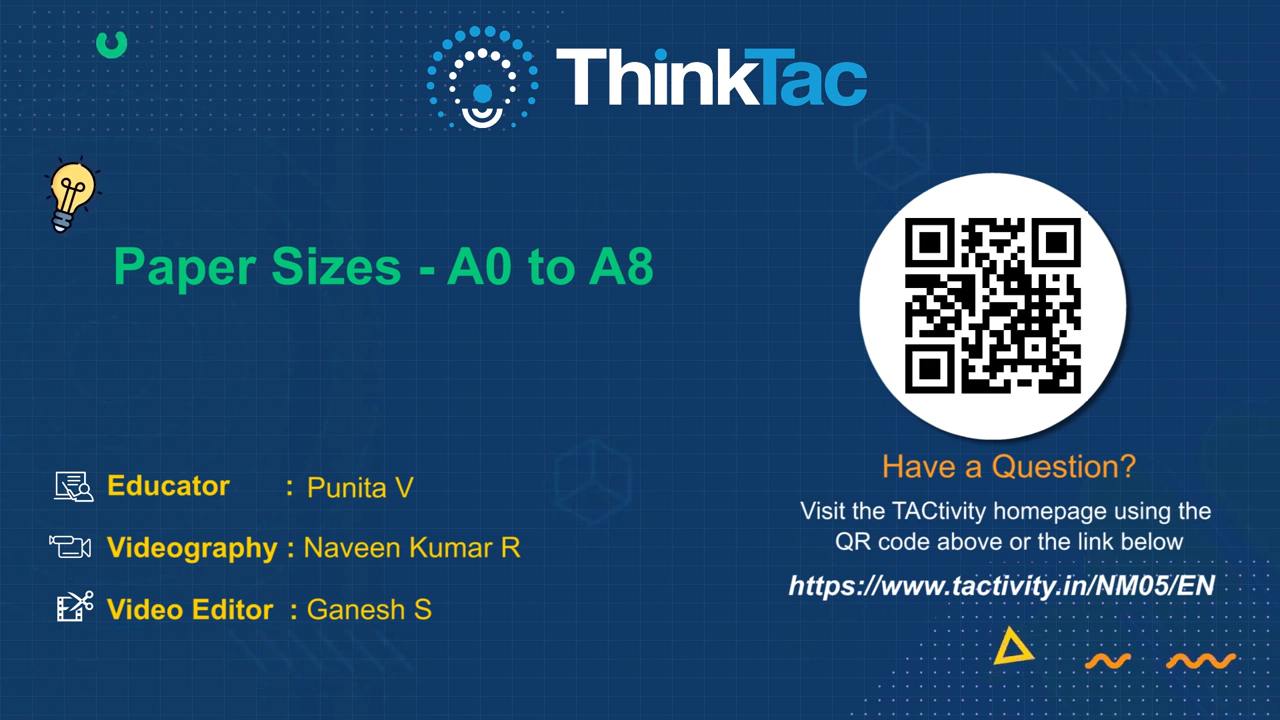 ThinkTac
Paper Sizes - A0 to A8
Educator : Punita V
Videography : Naveen Kumar R
Video Editor : Ganesh S
Have a Question?
Visit the TACtivity homepage using the
QR code above or the link below
https://www.tactivity.in/NM05/EN